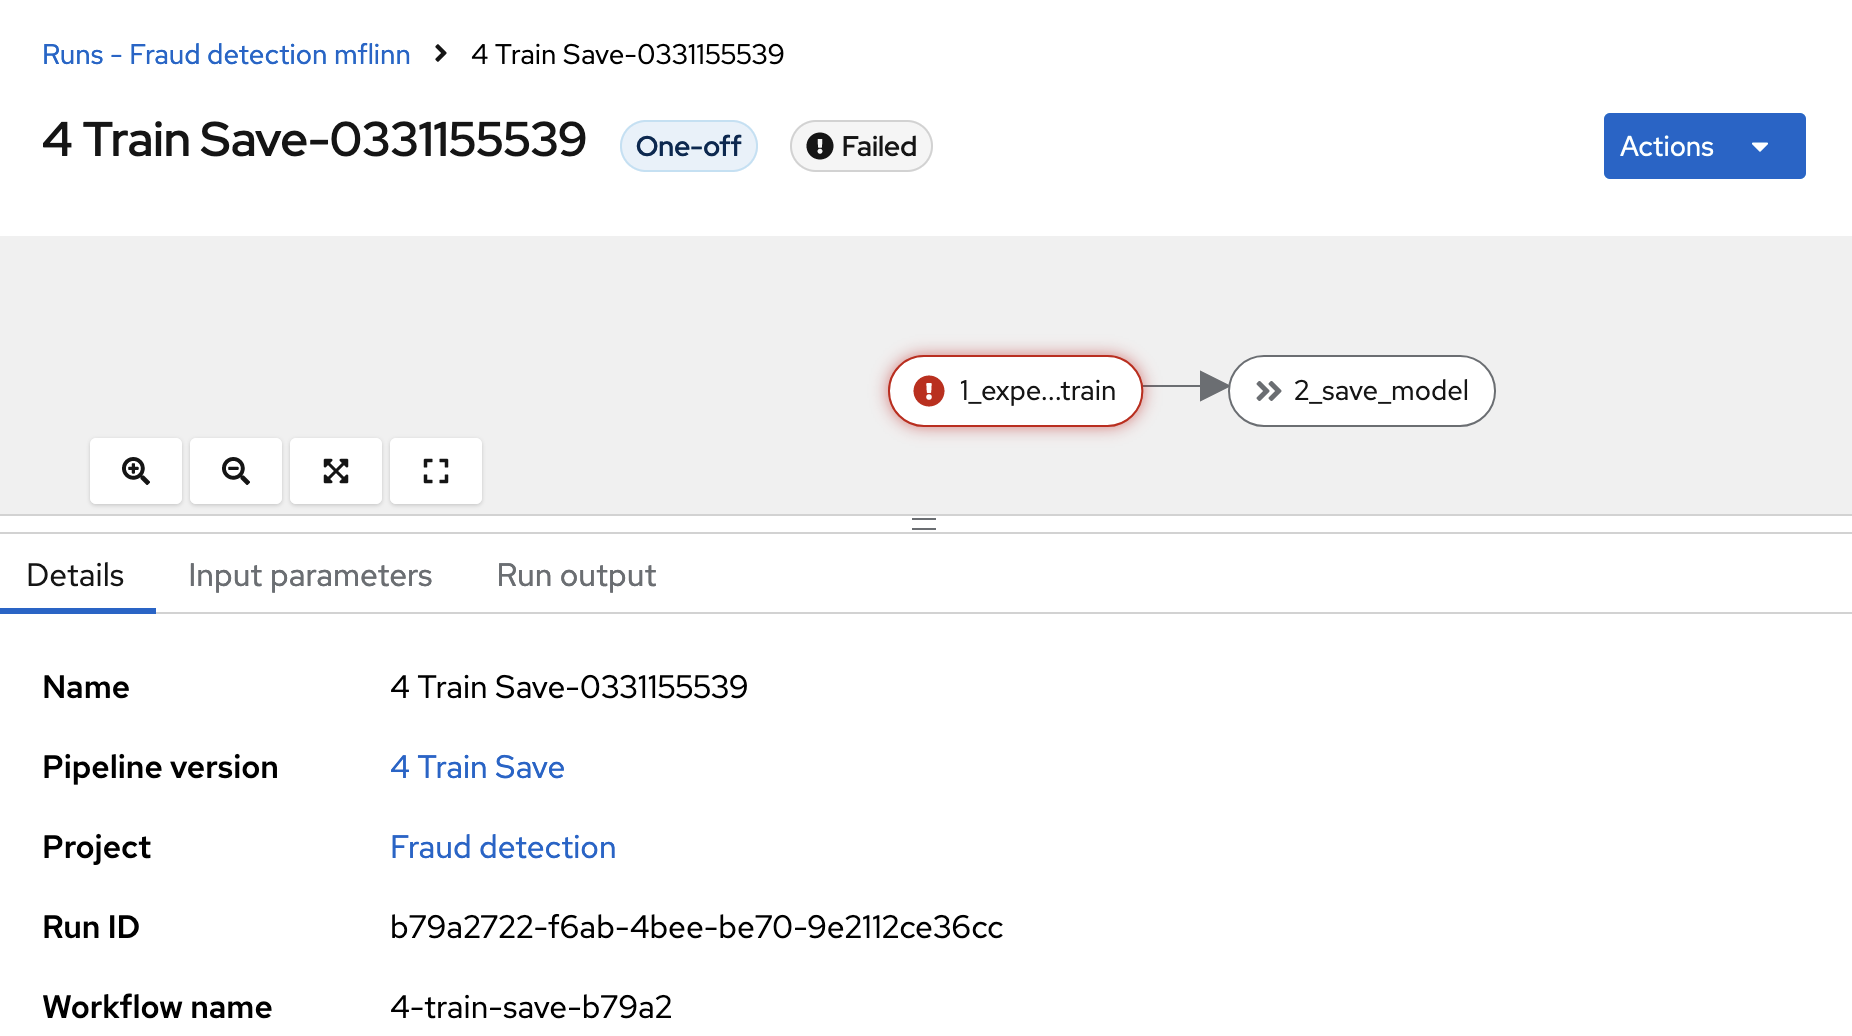 Runs - Fraud detection mflinn > 4 Train Save-0331155539
4 Train Save-0331155539 One-off Failed Actions
1_expe...train 2_save_model
Details Input parameters Run output
Name 4 Train Save-0331155539
Pipeline version 4 Train Save
Project Fraud detection
Run ID b79a2722-f6ab-4bee-be70-9e2112ce36cc
Workflow name 4-train-save-b79a2